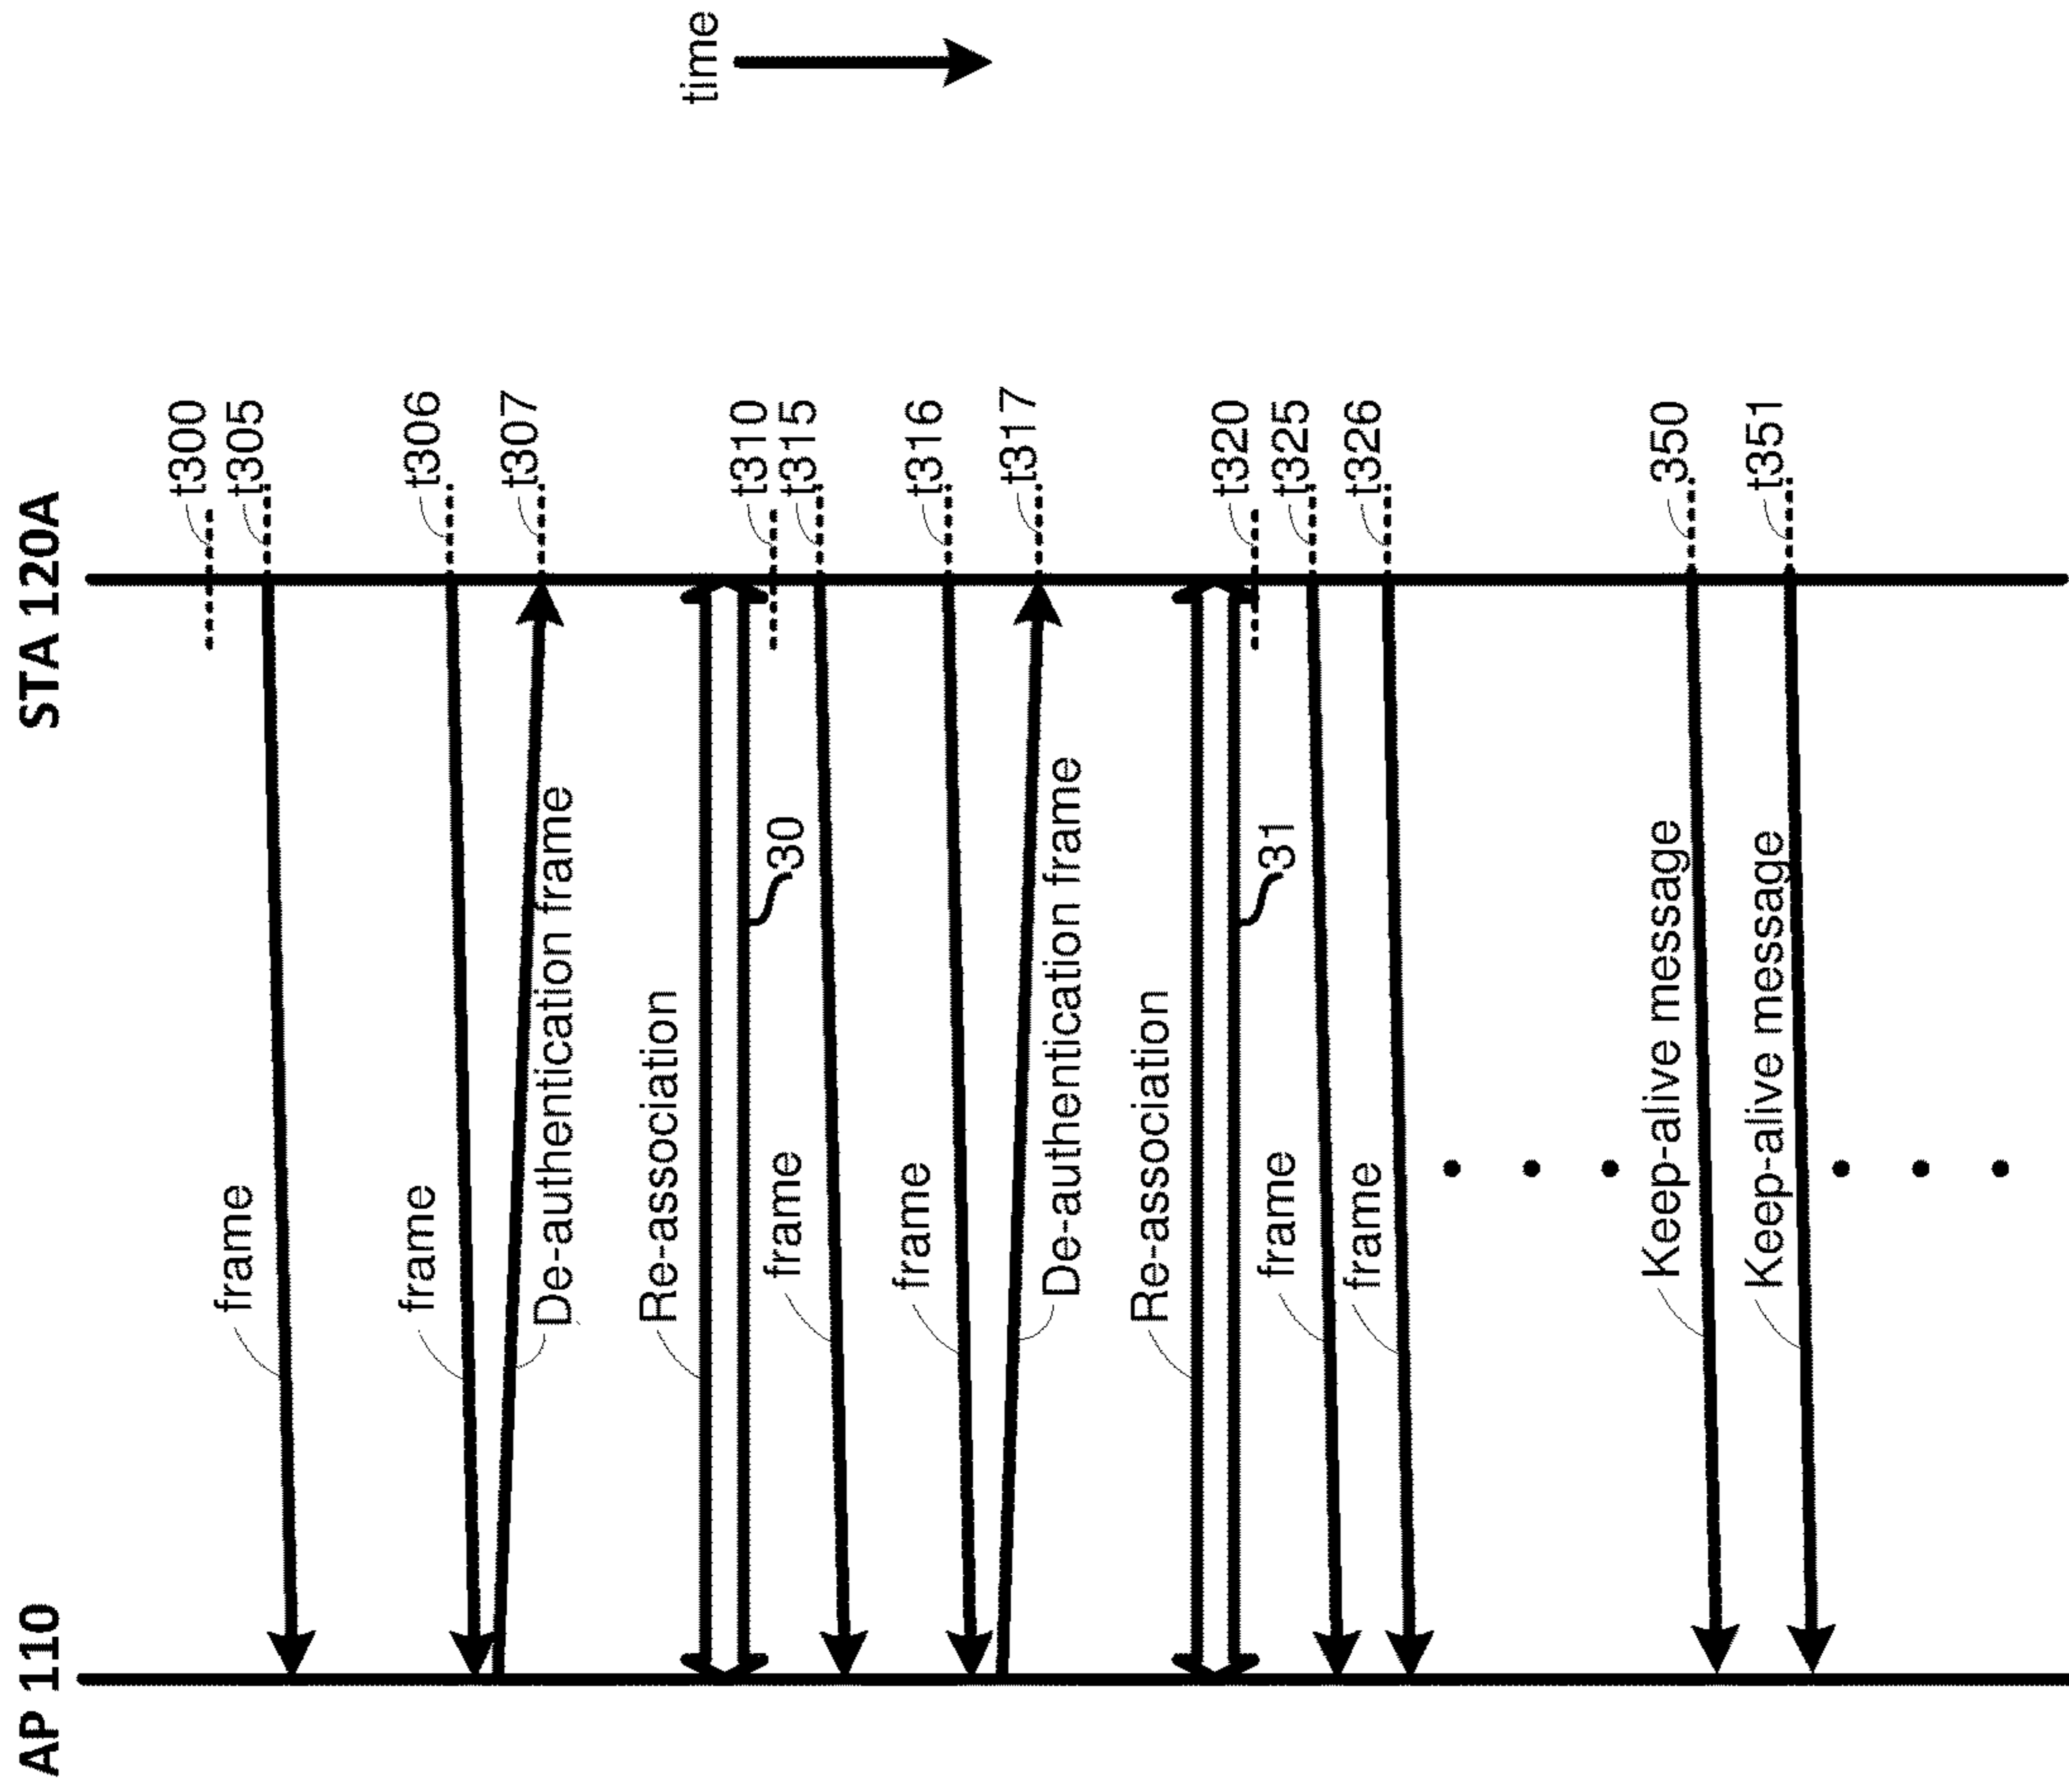 AP 110
STA 120A
time
t300
t305
frame
t306
frame
t307
De-authentication frame
Re-association
30
t310
t315
frame
t316
frame
t317
De-authentication frame
Re-association
31
t320
t325
frame
t326
frame
350
Keep-alive message
t351
Keep-alive message